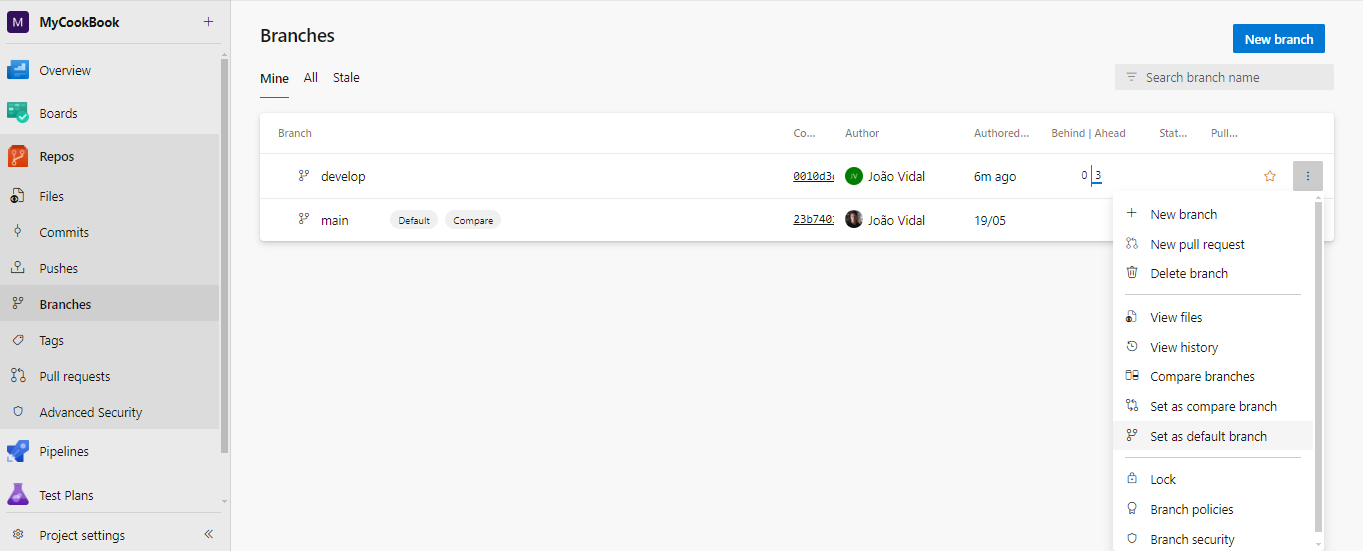 M MyCookBook
Overview
Boards
Repos
Files
Commits
Pushes
Branches
Tags
Pull requests
Advanced Security
Pipelines
Test Plans
Project settings
Branches
New branch
Mine All Stale
Search branch name
Branch Co... Author Authored... Behind | Ahead Stat... Pull...
develop JV João Vidal 6m ago 0 3
main Default Compare João Vidal 19/05
New branch
New pull request
Delete branch
View files
View history
Compare branches
Set as compare branch
Set as default branch
Lock
Branch policies
Branch security